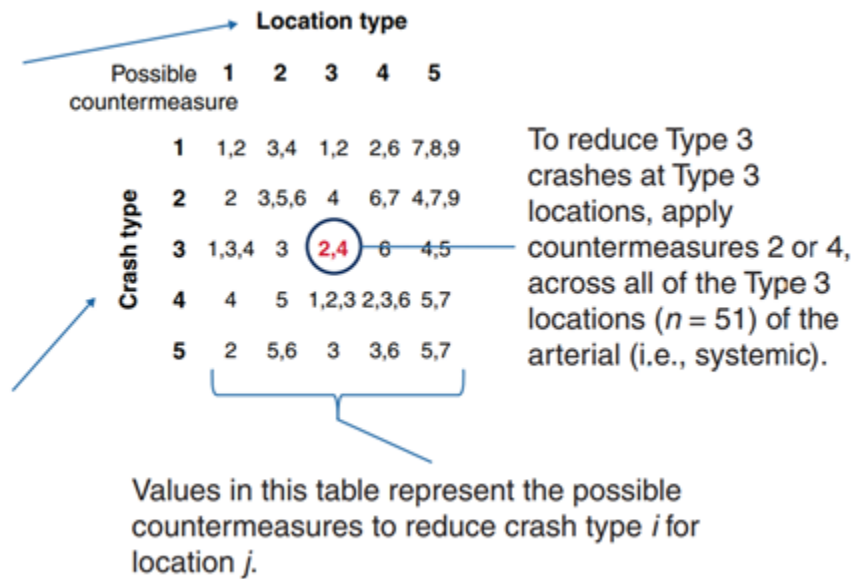 Location type
Possible 1 2 3 4 5
countermeasure
1 1,2 3,4 1,2 2,6 7,8,9
2 2 3,5,6 4 6,7 4,7,9
3 1,3,4 3 2,4 6 4,5
4 4 5 1,2,3 2,3,6 5,7
5 2 5,6 3 3,6 5,7
Crash type
To reduce Type 3
crashes at Type 3
locations, apply
countermeasures 2 or 4,
across all of the Type 3
locations (n = 51) of the
arterial (i.e., systemic).
Values in this table represent the possible
countermeasures to reduce crash type i for
location j.